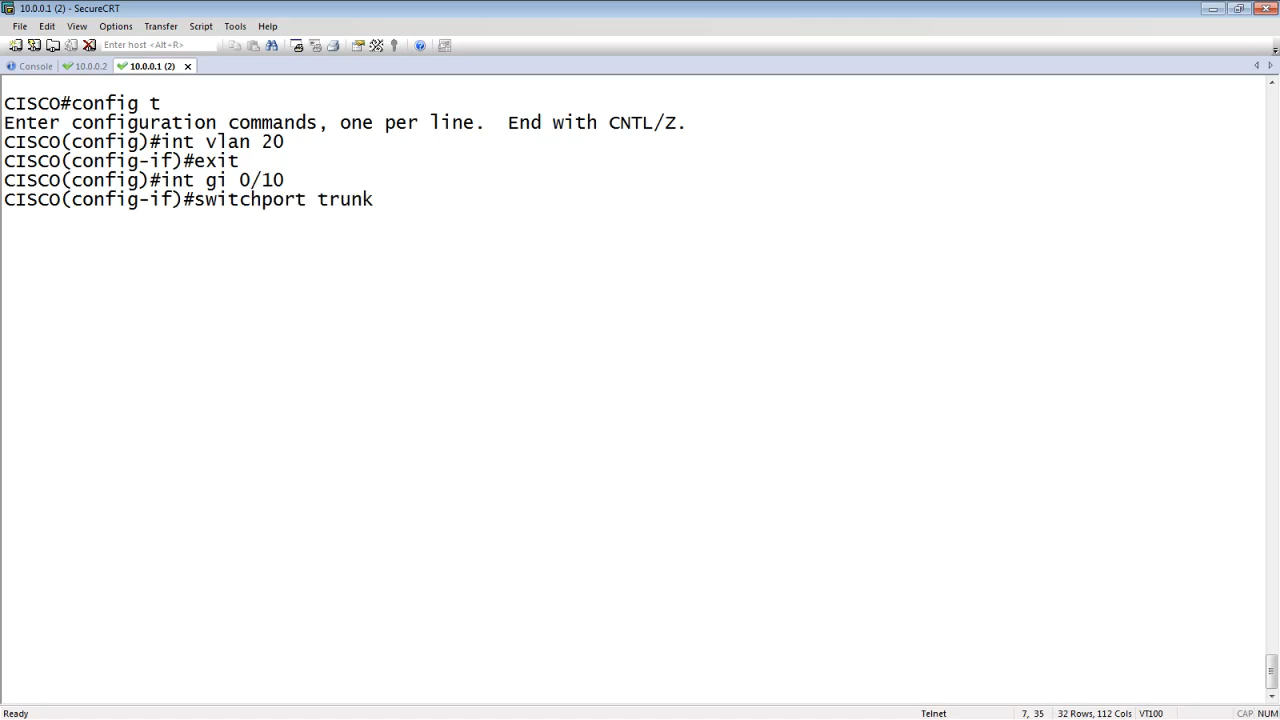 10.0.0.1 (2) - SecureCRT
File Edit View Options Transfer Script Tools Help
Enter host <Alt+R>
Console 10.0.0.2 10.0.0.1 (2)
CISCO#config t
Enter configuration commands, one per line.  End with CNTL/Z.
CISCO(config)#int vlan 20
CISCO(config-if)#exit
CISCO(config)#int gi 0/10
CISCO(config-if)#switchport trunk
Ready Telnet 7, 35 32 Rows, 112 Cols VT100 CAP NUM